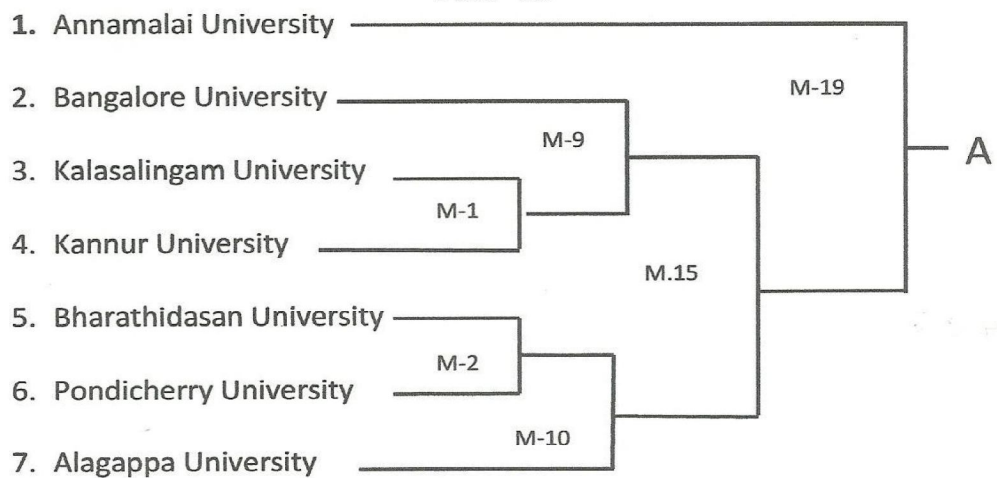 1. Annamalai University
M-19
2. Bangalore University
M-9
A
3. Kalasalingam University
M-1
4. Kannur University
M.15
5. Bharathidasan University
M-2
6. Pondicherry University
M-10
7. Alagappa University